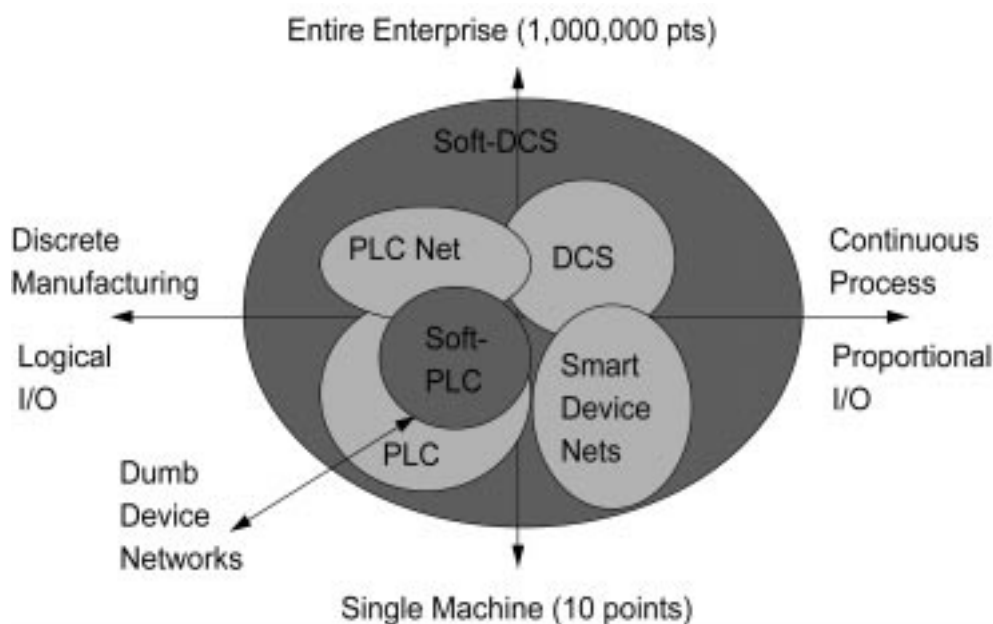 Entire Enterprise (1,000,000 pts)
Soft-DCS
Discrete
Manufacturing
PLC Net
DCS
Continuous
Process
Logical
I/O
Soft-
PLC
Smart
Device
Nets
Proportional
I/O
PLC
Dumb
Device
Networks
Single Machine (10 points)